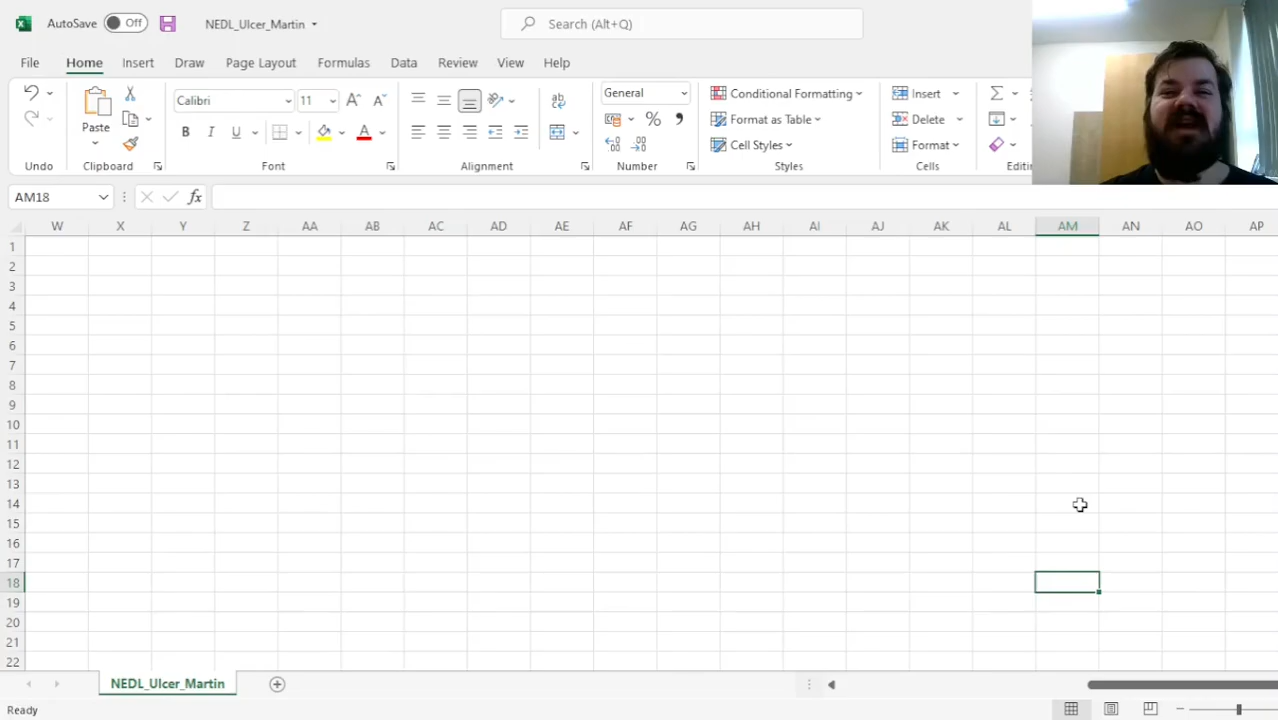 AutoSave Off NEDL_Ulcer_Martin Search (Alt+Q)
File Home Insert Draw Page Layout Formulas Data Review View Help
Calibri 11 General Conditional Formatting Insert
Paste Format as Table Delete
Cell Styles Format
Undo Clipboard Font Alignment Number Styles Cells Editin
AM18 fx
W X Y Z AA AB AC AD AE AF AG AH AI AJ AK AL AM AN AO AP
1
2
3
4
5
6
7
8
9
10
11
12
13
14
15
16
17
18
19
20
21
22
NEDL_Ulcer_Martin
Ready